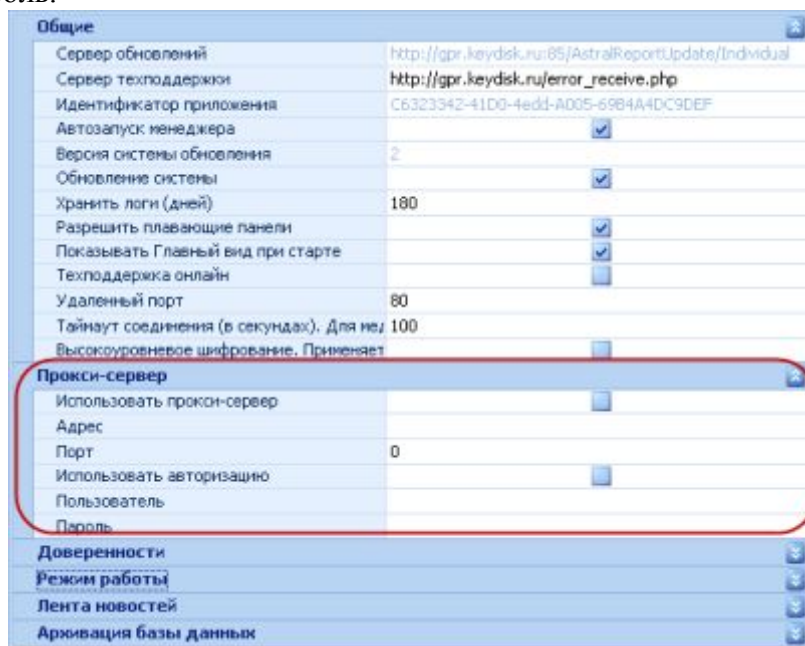 оль.
Общие
Сервер обновлений http://gpr.keydisk.ru:85/AstralReportUpdate/Individual
Сервер техподдержки http://gpr.keydisk.ru/error_receive.php
Идентификатор приложения C6323342-41D0-4edd-A005-69B4A4DC9DEF
Автозапуск менеджера
Версия системы обновления 2
Обновление системы
Хранить логи (дней) 180
Разрешить плавающие панели
Показывать Главный вид при старте
Техподдержка онлайн
Удаленный порт 80
Таймаут соединения (в секундах). Для мед 100
Высокоуровневое шифрование. Применяет
Прокси-сервер
Использовать прокси-сервер
Адрес
Порт 0
Использовать авторизацию
Пользователь
Пароль
Доверенности
Режим работы
Лента новостей
Архивация базы данных